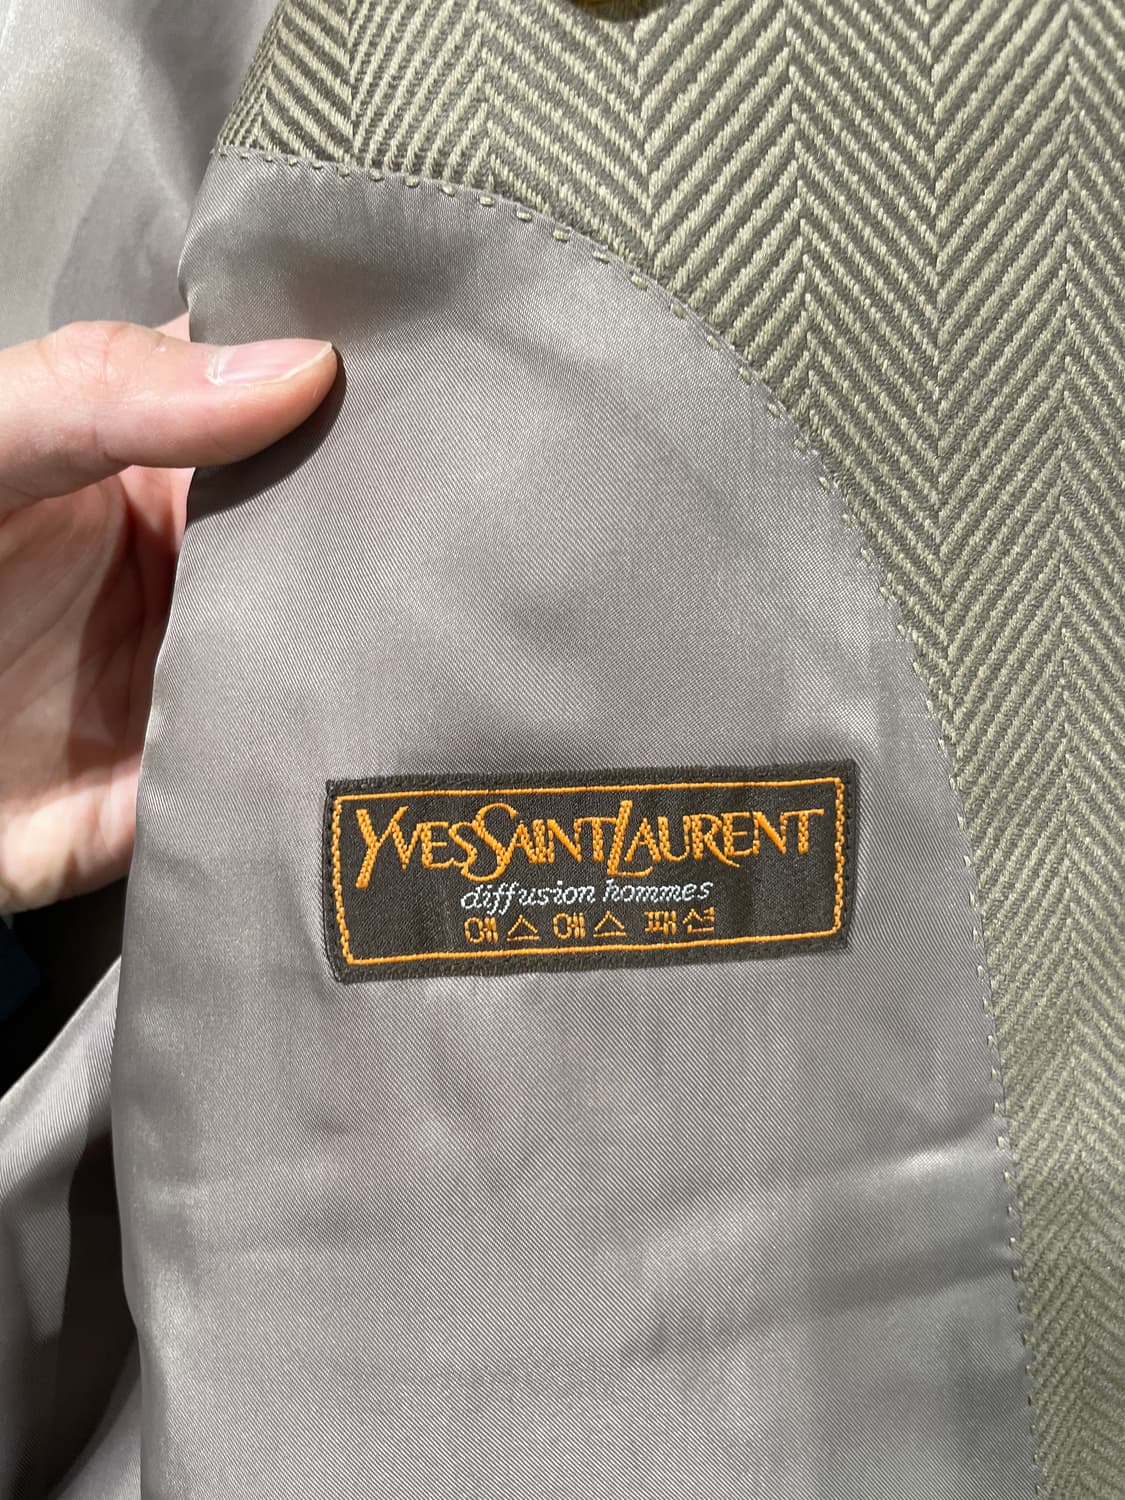 YVESSAINTLAURENT
diffusion hommes
에스에스 패션